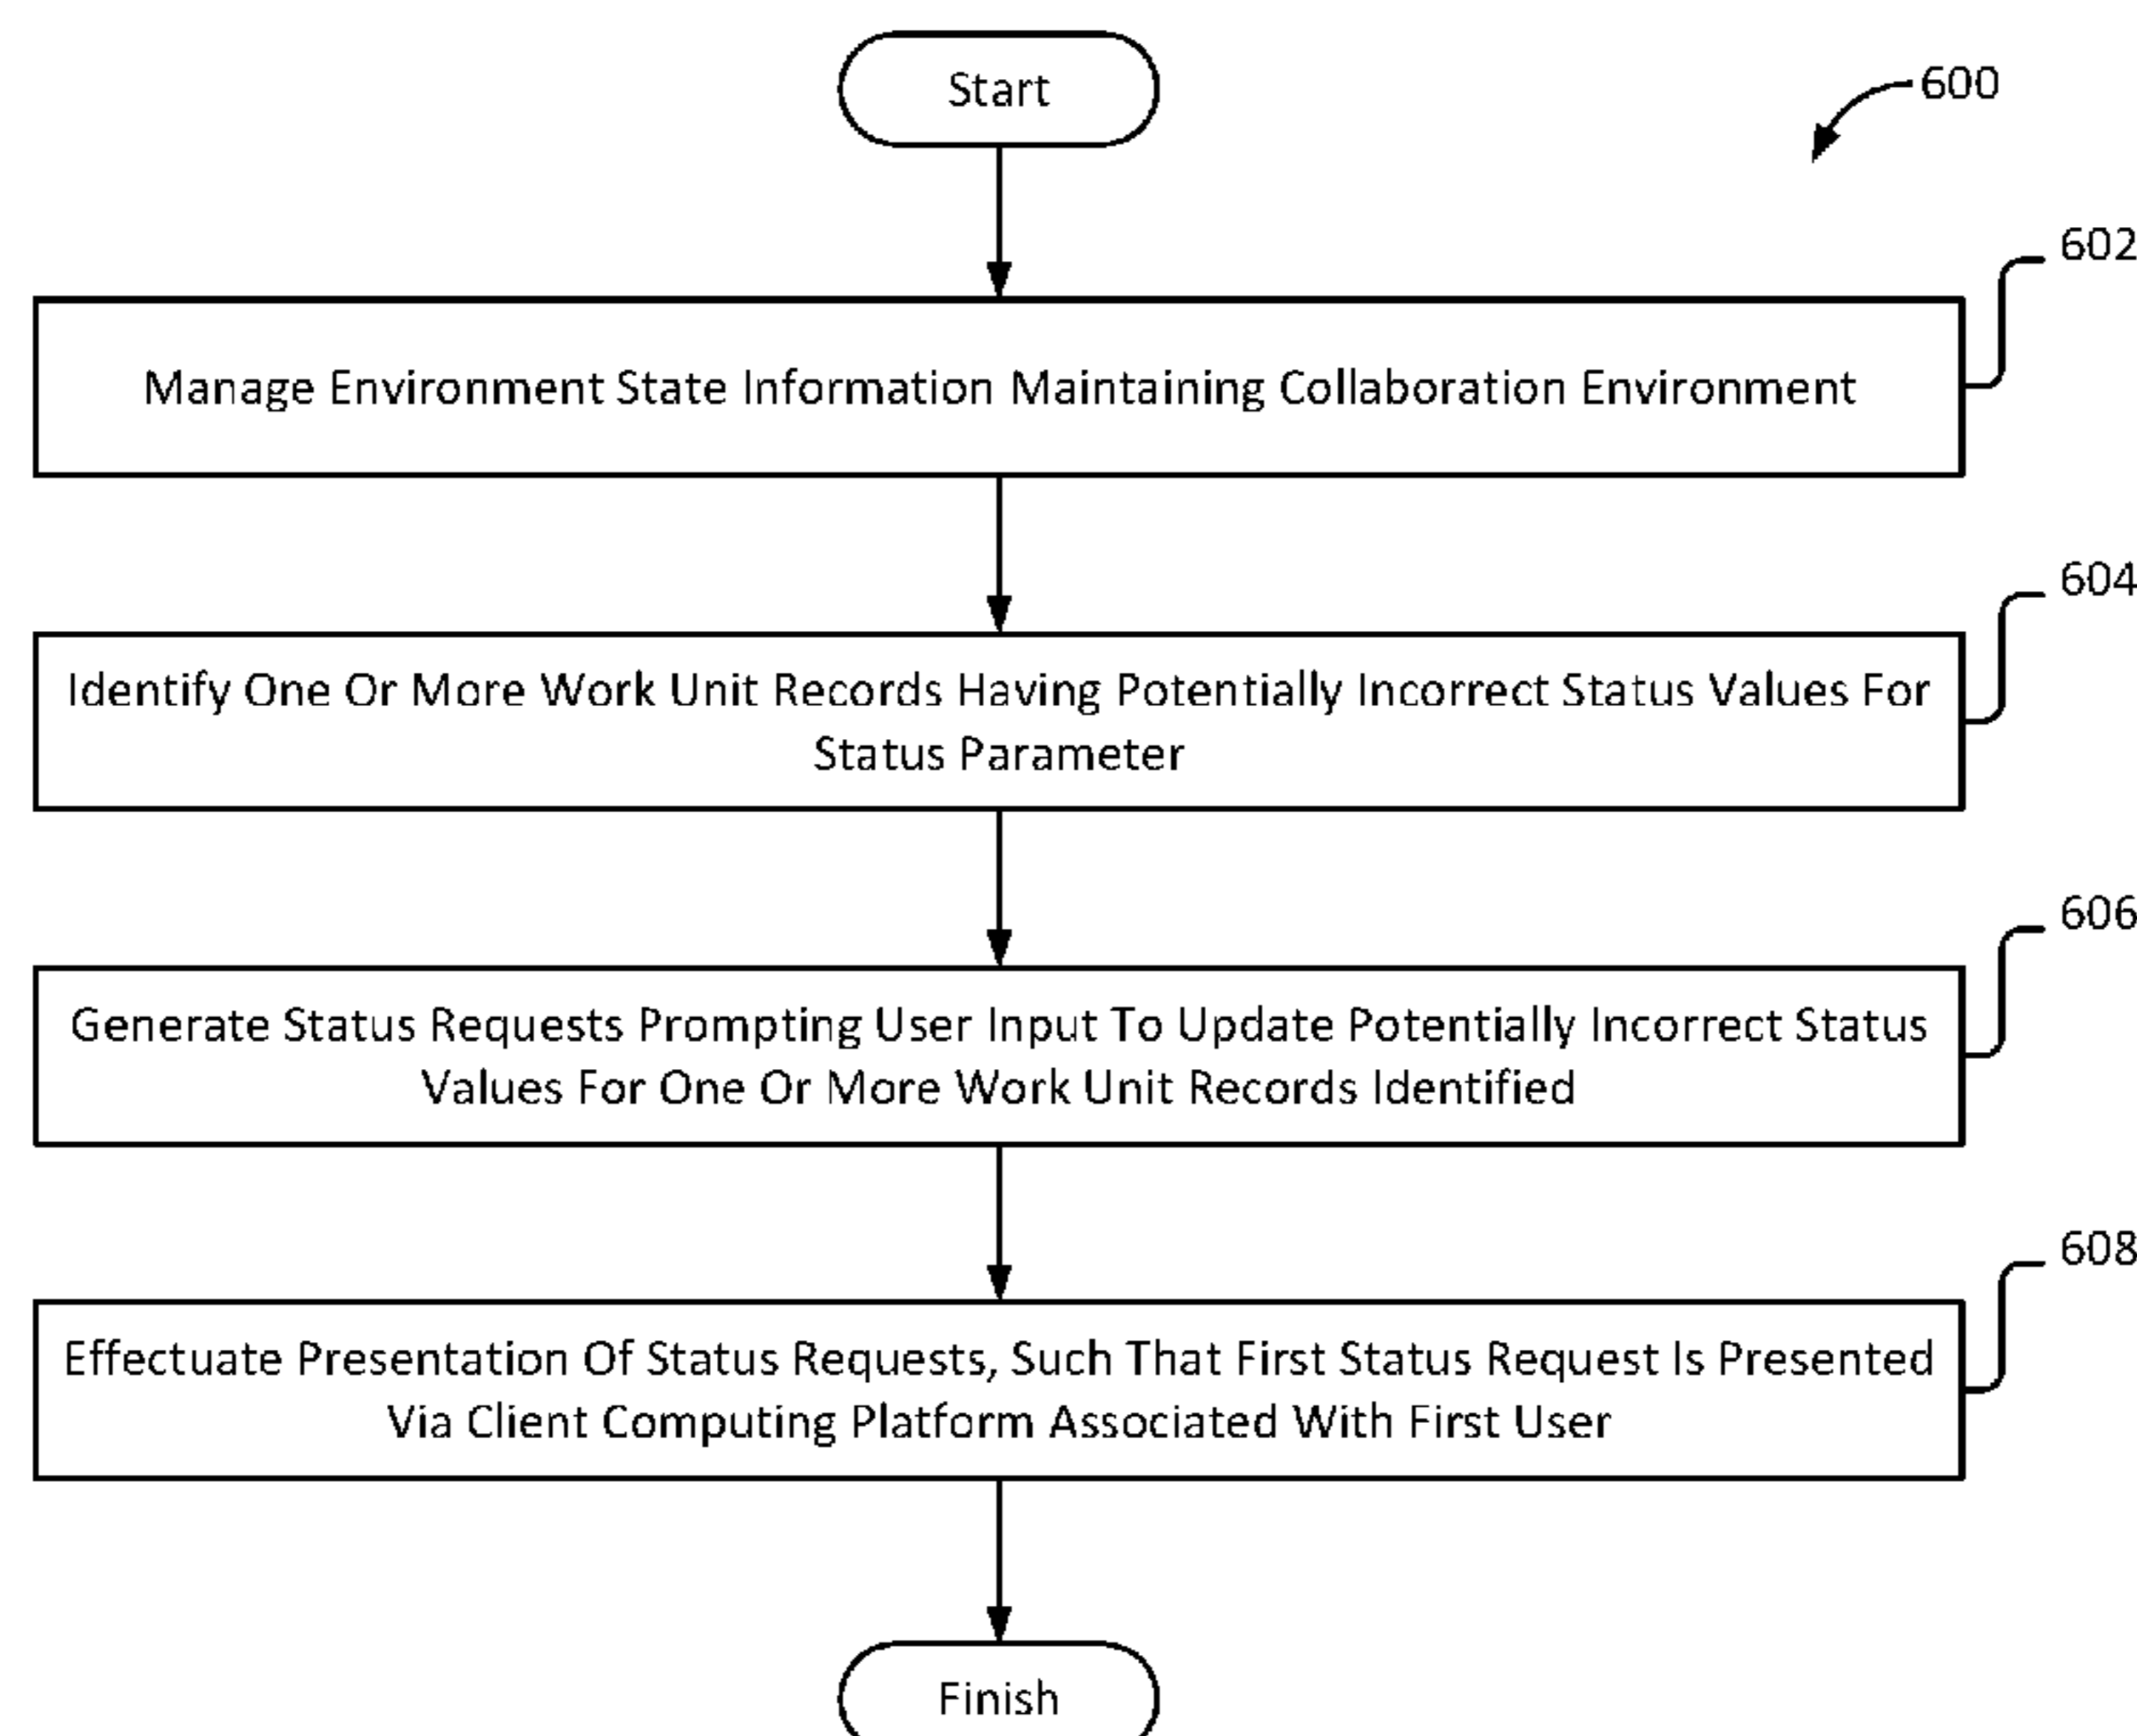 Start
600
602
Manage Environment State Information Maintaining Collaboration Environment
604
Identify One Or More Work Unit Records Having Potentially Incorrect Status Values For
Status Parameter
606
Generate Status Requests Prompting User Input To Update Potentially Incorrect Status
Values For One Or More Work Unit Records Identified
608
Effectuate Presentation Of Status Requests, Such That First Status Request Is Presented
Via Client Computing Platform Associated With First User
Finish